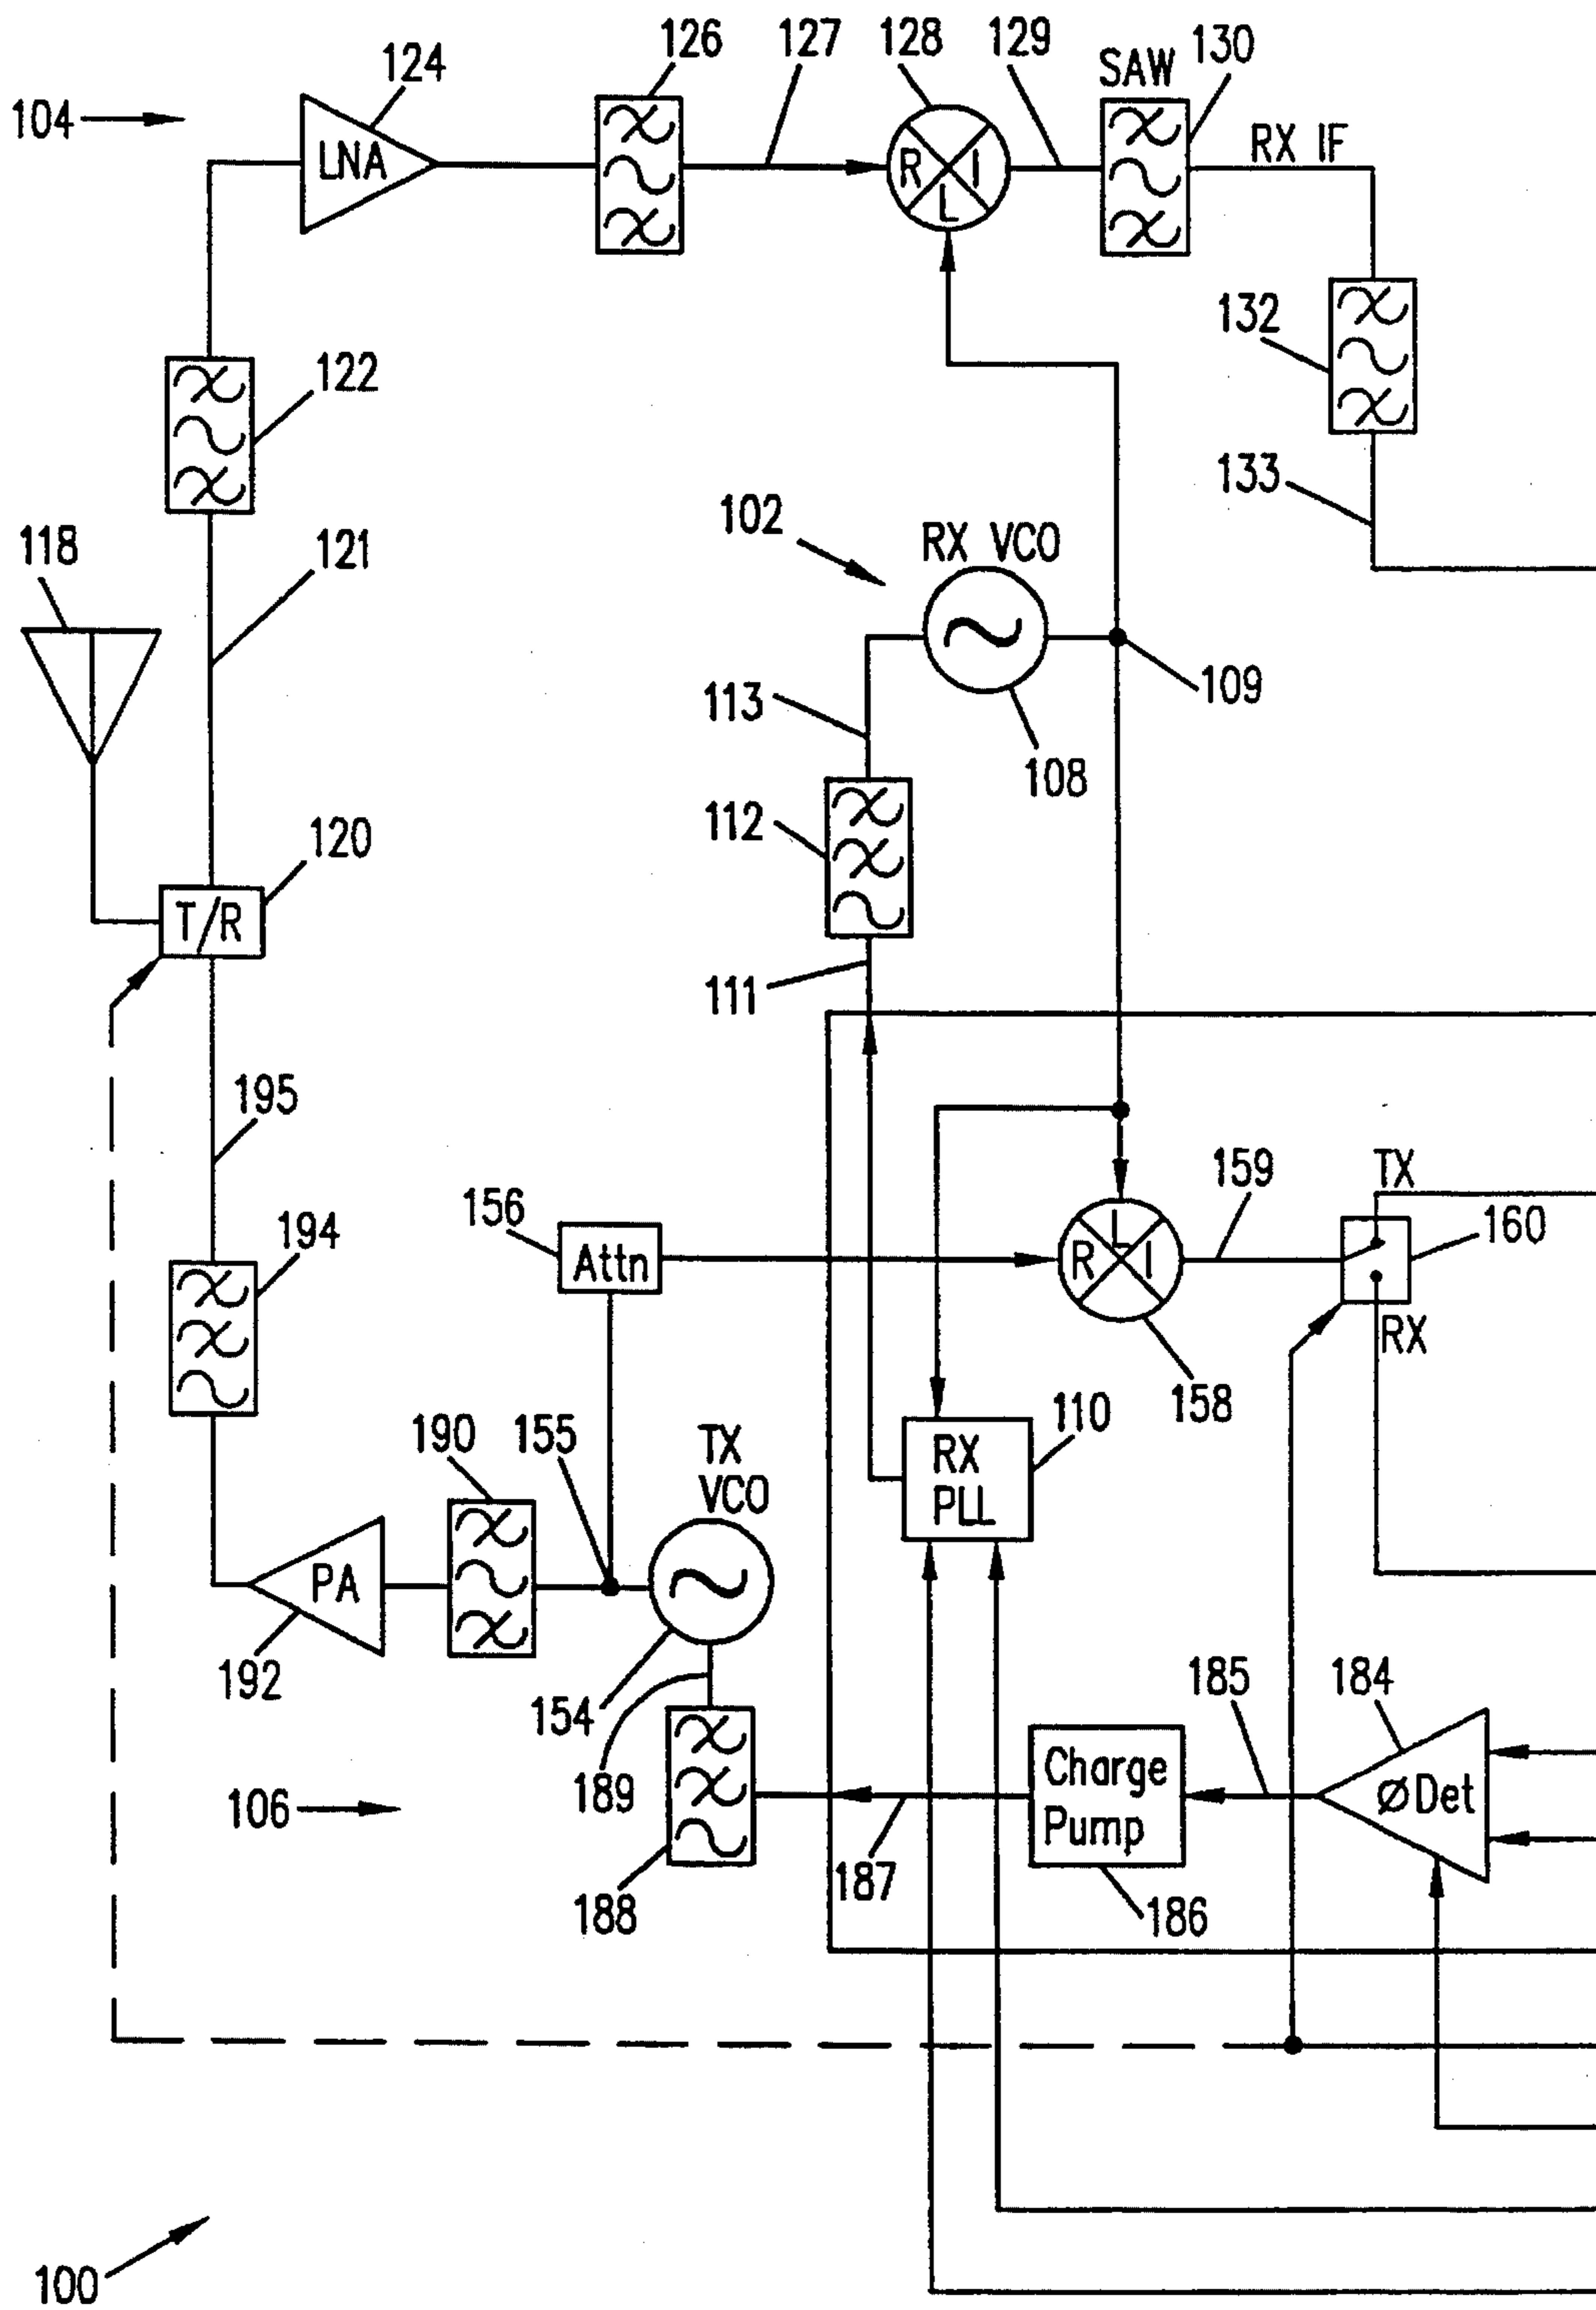 126
127
128
129
130
124
SAW
104
LNA
R
I
L
RX IF
132
122
133
102
RX VCO
118
121
109
113
108
112
120
T/R
111
195
159
TX
156
194
160
Attn
R
L
I
RX
158
190
155
TX
VCO
110
RX
PLL
PA
192
154
185
184
189
106
Charge
Pump
ØDet
187
188
186
100